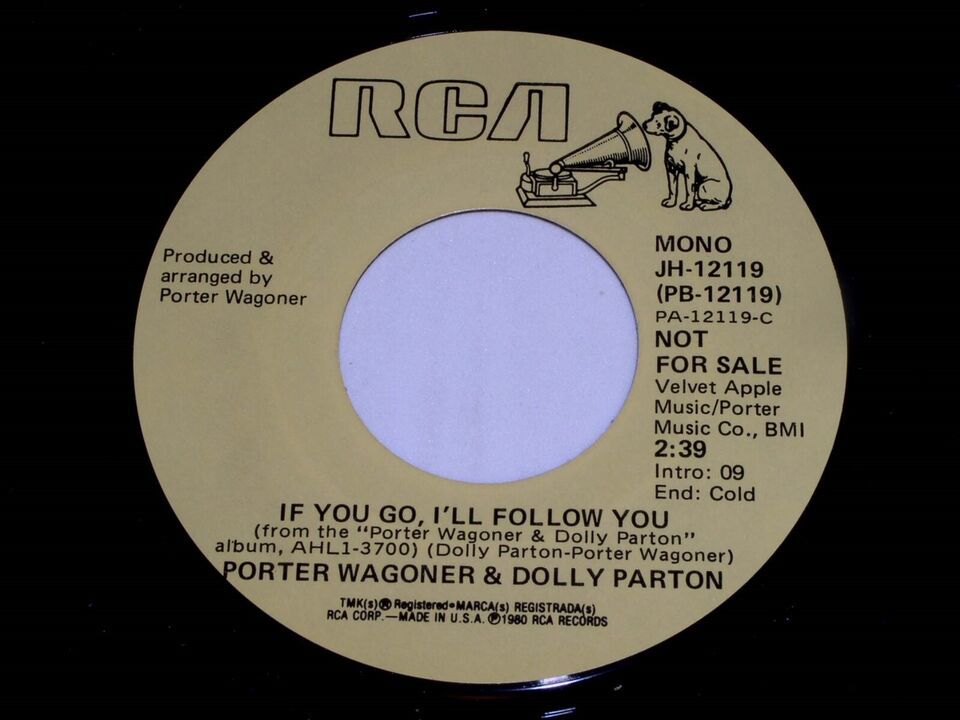 RCA
Produced &
arranged by
Porter Wagoner
MONO
JH-12119
(PB-12119)
PA-12119-C
NOT
FOR SALE
Velvet Apple
Music/Porter
Music Co., BMI
2:39
Intro: 09
End: Cold
IF YOU GO, I'LL FOLLOW YOU
(from the "Porter Wagoner & Dolly Parton"
album, AHL1-3700) (Dolly Parton-Porter Wagoner)
PORTER WAGONER & DOLLY PARTON
TMK(s)® Registered•MARCA(s) REGISTRADA(s)
RCA CORP.—MADE IN U.S.A. ℗1980 RCA RECORDS